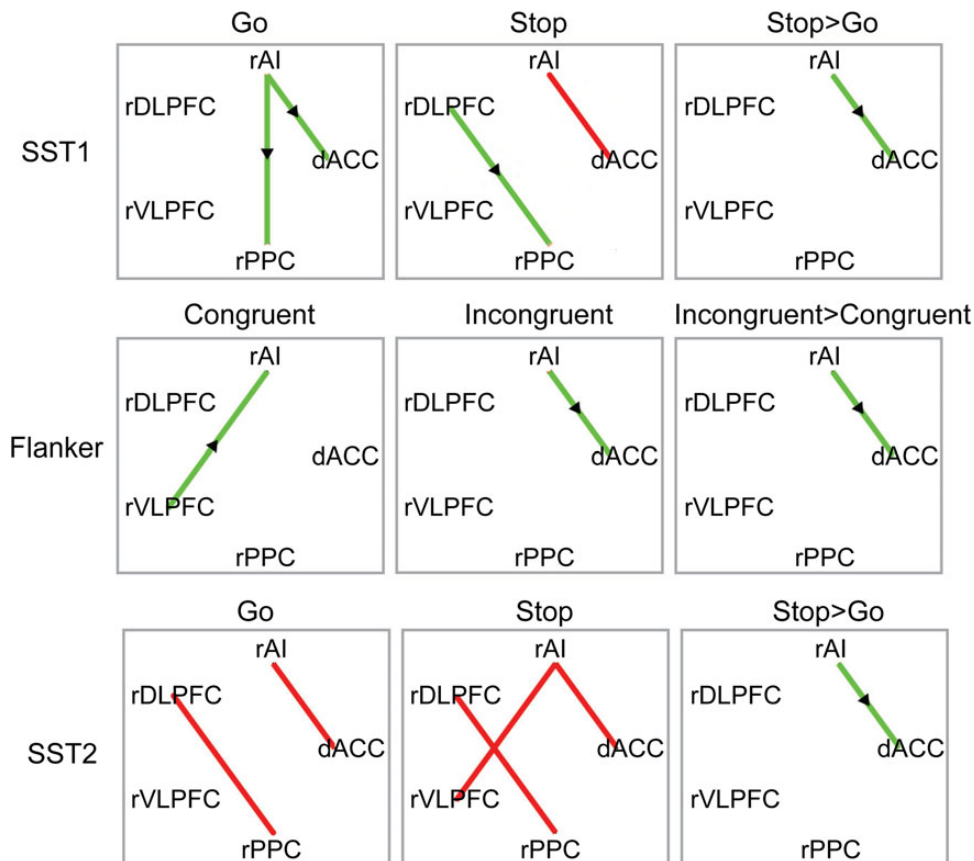 Go Stop Stop>Go
SST1
rAI
rDLPFC
dACC
rVLPFC
rPPC
rAI
rDLPFC
dACC
rVLPFC
rPPC
rAI
rDLPFC
dACC
rVLPFC
rPPC
Congruent Incongruent Incongruent>Congruent
Flanker
rAI
rDLPFC
dACC
rVLPFC
rPPC
rAI
rDLPFC
dACC
rVLPFC
rPPC
rAI
rDLPFC
dACC
rVLPFC
rPPC
Go Stop Stop>Go
SST2
rAI
rDLPFC
dACC
rVLPFC
rPPC
rAI
rDLPFC
dACC
rVLPFC
rPPC
rAI
rDLPFC
dACC
rVLPFC
rPPC